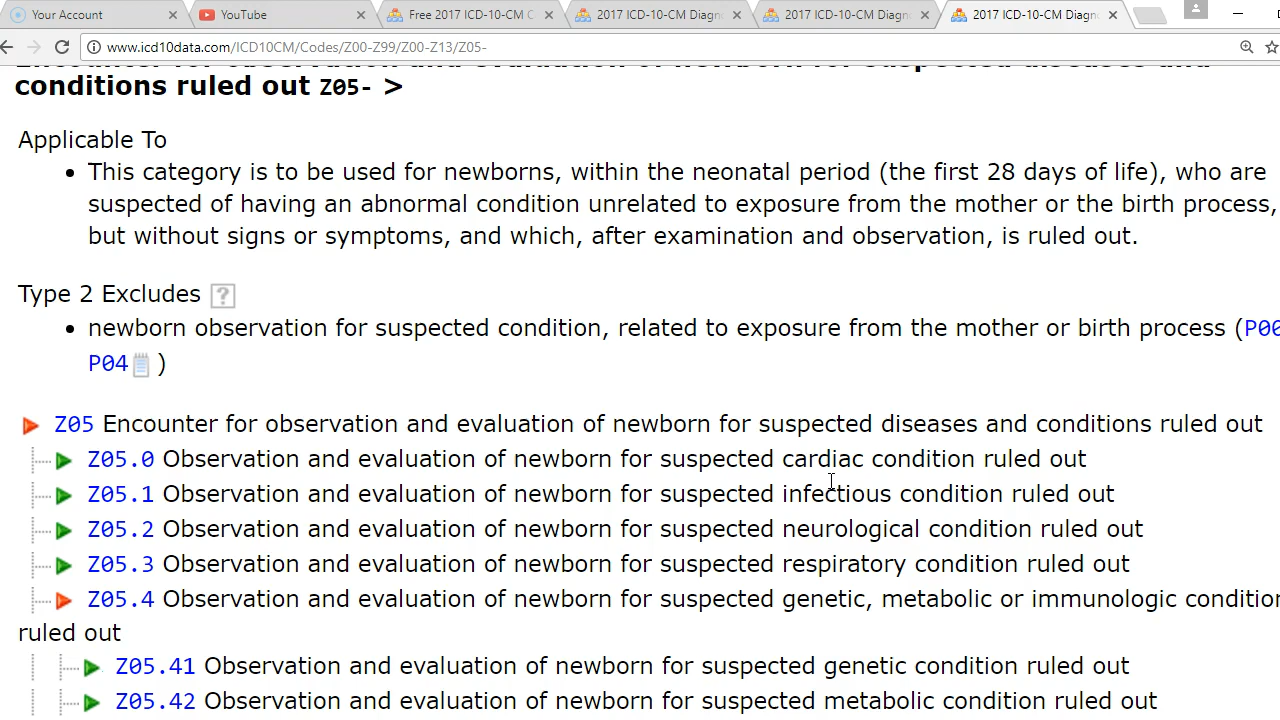 Your Account
YouTube
Free 2017 ICD-10-CM C
2017 ICD-10-CM Diagn
2017 ICD-10-CM Diagn
2017 ICD-10-CM Diagn
www.icd10data.com/ICD10CM/Codes/Z00-Z99/Z00-Z13/Z05-
Encounter for observation and evaluation of newborn for suspected diseases and
conditions ruled out Z05- >
Applicable To
• This category is to be used for newborns, within the neonatal period (the first 28 days of life), who are
suspected of having an abnormal condition unrelated to exposure from the mother or the birth process,
but without signs or symptoms, and which, after examination and observation, is ruled out.
Type 2 Excludes ?
• newborn observation for suspected condition, related to exposure from the mother or birth process (P00
P04 )
Z05 Encounter for observation and evaluation of newborn for suspected diseases and conditions ruled out
Z05.0 Observation and evaluation of newborn for suspected cardiac condition ruled out
Z05.1 Observation and evaluation of newborn for suspected infectious condition ruled out
Z05.2 Observation and evaluation of newborn for suspected neurological condition ruled out
Z05.3 Observation and evaluation of newborn for suspected respiratory condition ruled out
Z05.4 Observation and evaluation of newborn for suspected genetic, metabolic or immunologic condition
ruled out
Z05.41 Observation and evaluation of newborn for suspected genetic condition ruled out
Z05.42 Observation and evaluation of newborn for suspected metabolic condition ruled out